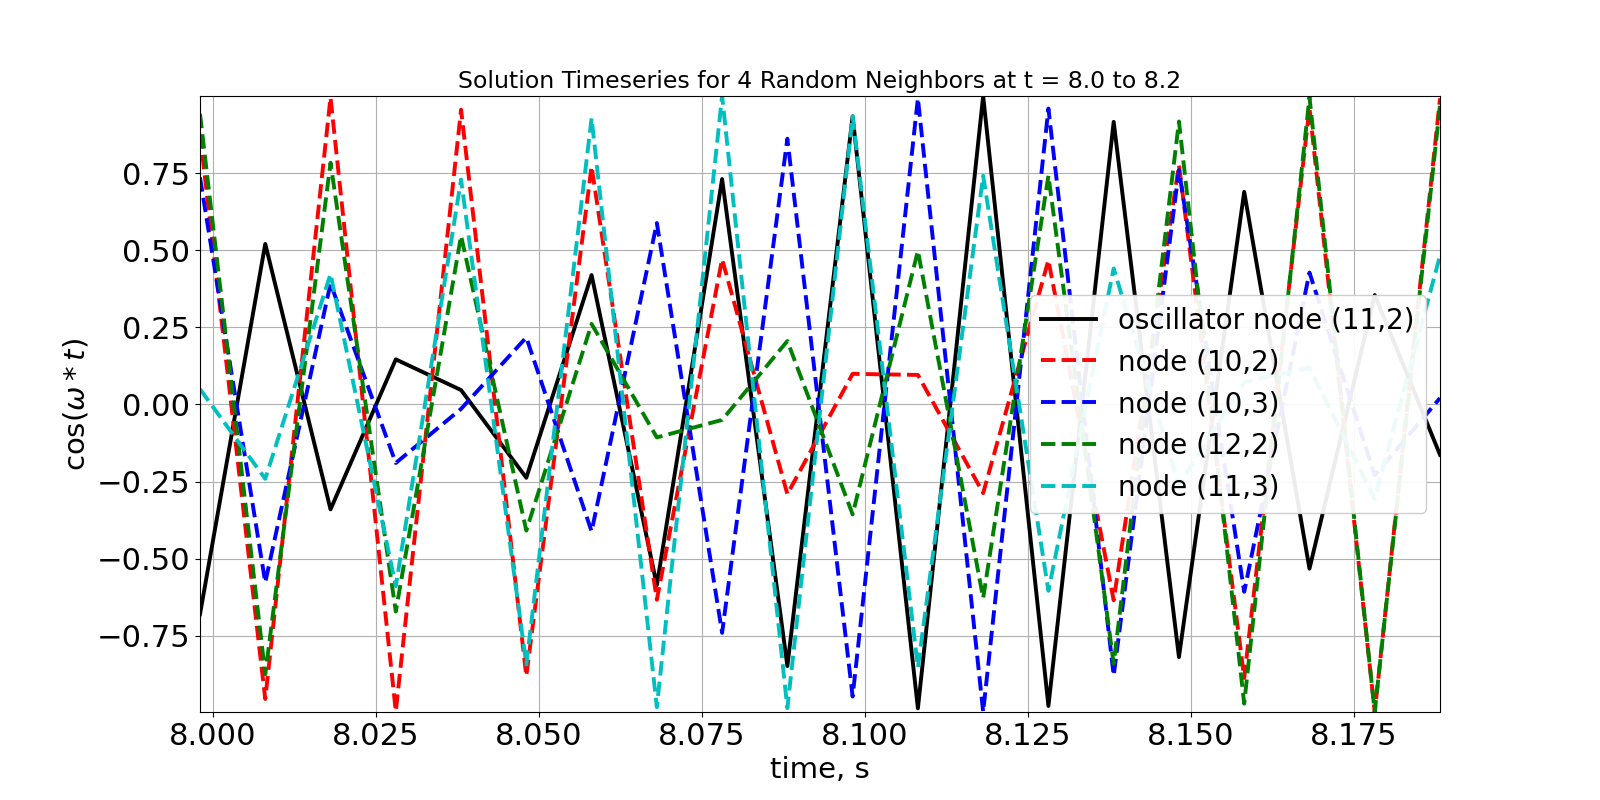 Solution Timeseries for 4 Random Neighbors at t = 8.0 to 8.2
cos(ω * t)
0.75
0.50
0.25
0.00
−0.25
−0.50
−0.75
oscillator node (11,2)
node (10,2)
node (10,3)
node (12,2)
node (11,3)
8.000 8.025 8.050 8.075 8.100 8.125 8.150 8.175
time, s